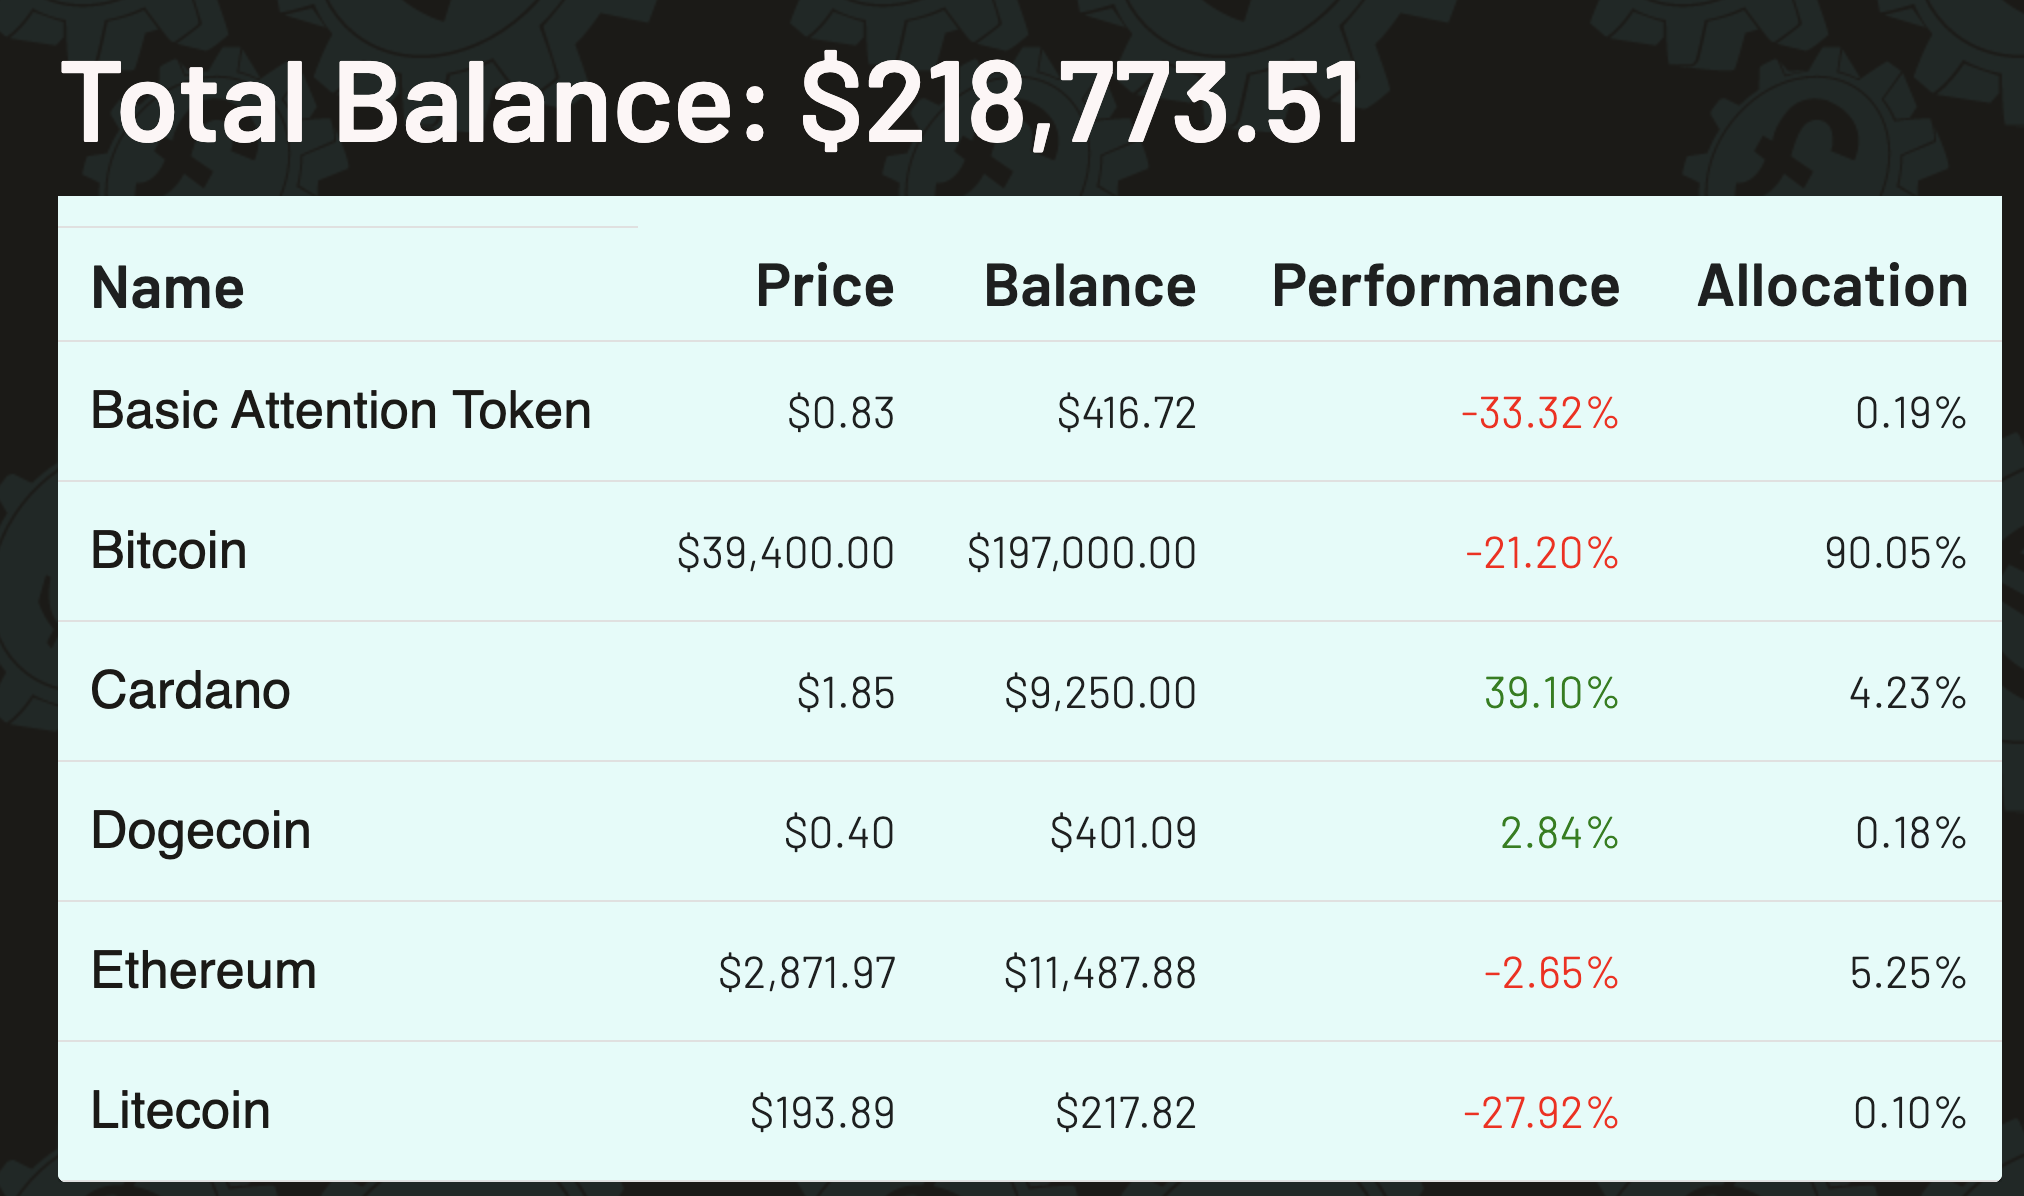 Total Balance: $218,773.51
Name Price Balance Performance Allocation
Basic Attention Token $0.83 $416.72 -33.32% 0.19%
Bitcoin $39,400.00 $197,000.00 -21.20% 90.05%
Cardano $1.85 $9,250.00 39.10% 4.23%
Dogecoin $0.40 $401.09 2.84% 0.18%
Ethereum $2,871.97 $11,487.88 -2.65% 5.25%
Litecoin $193.89 $217.82 -27.92% 0.10%